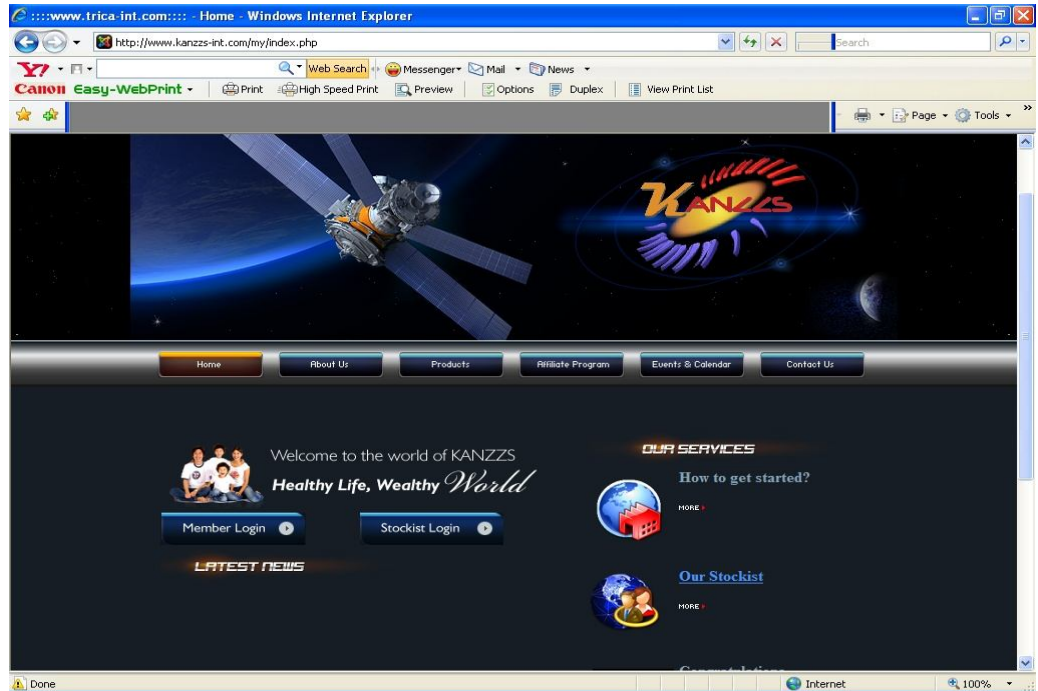 ::::www.trica-int.com:::: - Home - Windows Internet Explorer
http://www.kanzzs-int.com/my/index.php
Search
Y!
Web Search
Messenger
Mail
News
Canon Easy-WebPrint
Print
High Speed Print
Preview
Options
Duplex
View Print List
Page
Tools
KANZZS
Home
About Us
Products
Affiliate Program
Events & Calendar
Contact Us
Welcome to the world of KANZZS
Healthy Life, Wealthy World
Member Login
Stockist Login
LATEST NEWS
OUR SERVICES
How to get started?
MORE
Our Stockist
MORE
Congratulations
Done
Internet
100%